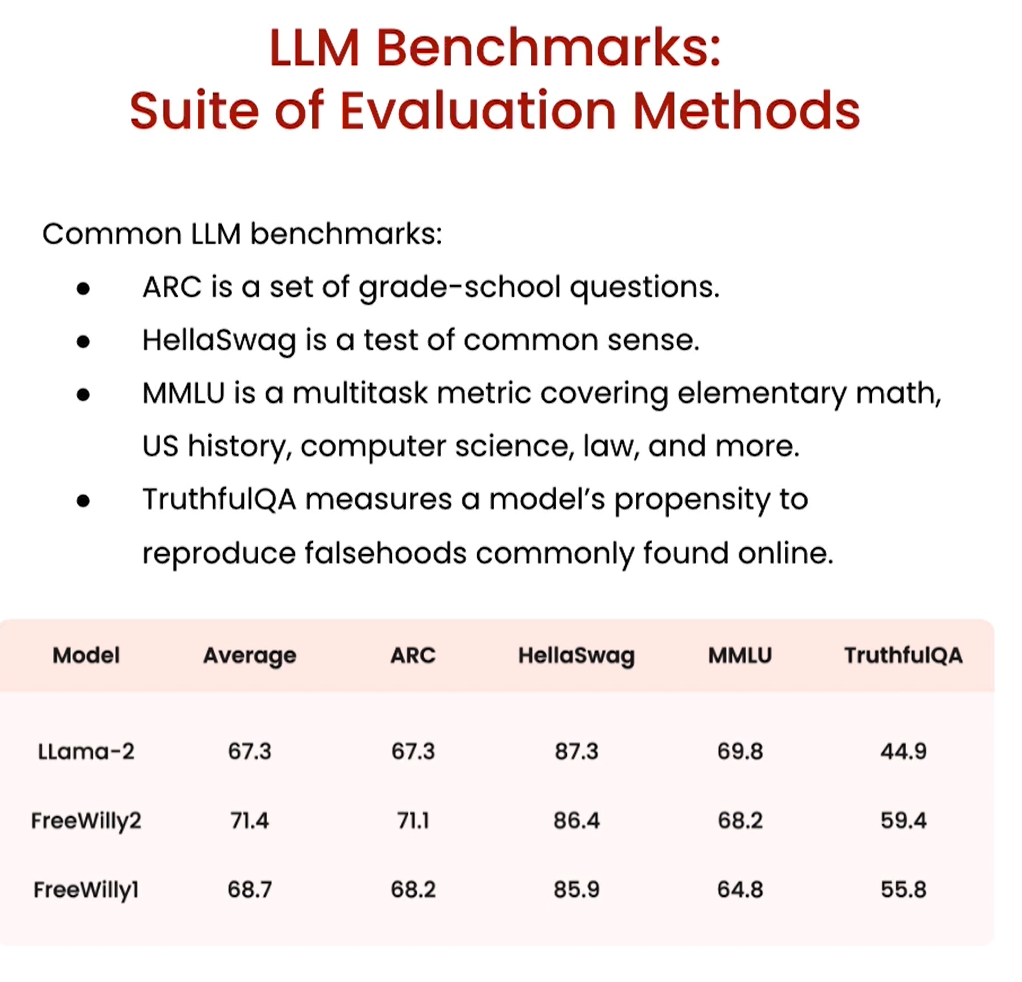 LLM Benchmarks:
Suite of Evaluation Methods
Common LLM benchmarks:
● ARC is a set of grade-school questions.
● HellaSwag is a test of common sense.
● MMLU is a multitask metric covering elementary math,
US history, computer science, law, and more.
● TruthfulQA measures a model's propensity to
reproduce falsehoods commonly found online.
Model Average ARC HellaSwag MMLU TruthfulQA
LLama-2 67.3 67.3 87.3 69.8 44.9
FreeWilly2 71.4 71.1 86.4 68.2 59.4
FreeWilly1 68.7 68.2 85.9 64.8 55.8